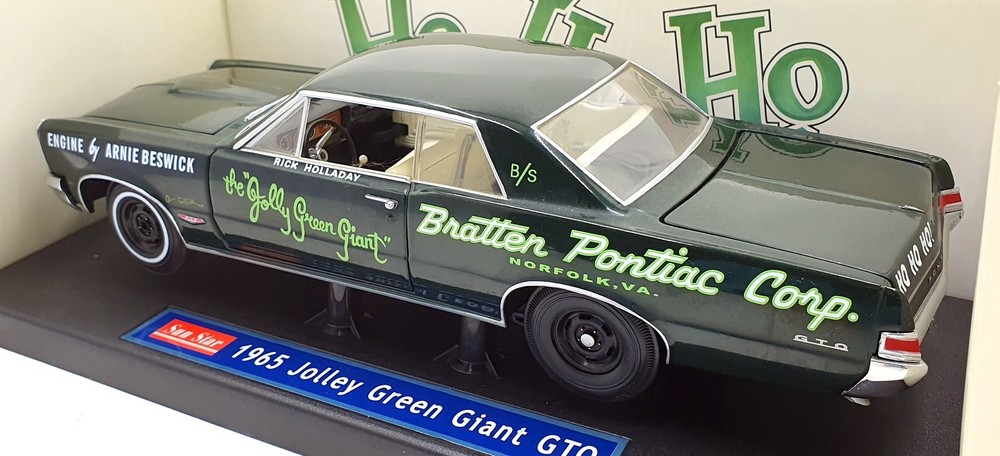 Ho H Ho
ENGINE by ARNIE BESWICK
RICK HOLLADAY
the "Jolly Green Giant"
B/S
Bratten Pontiac Corp.
NORFOLK, VA.
GTO
HO HO HO!
Sun Star
1965 Jolley Green Giant GTO